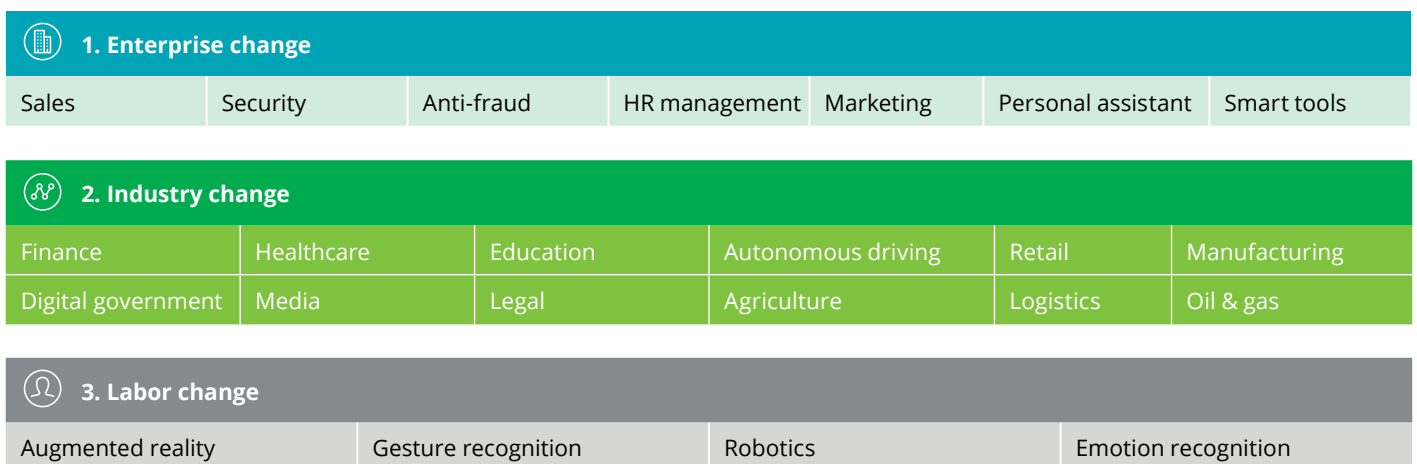 1. Enterprise change
Sales Security Anti-fraud HR management Marketing Personal assistant Smart tools
2. Industry change
Finance Healthcare Education Autonomous driving Retail Manufacturing
Digital government Media Legal Agriculture Logistics Oil & gas
3. Labor change
Augmented reality Gesture recognition Robotics Emotion recognition